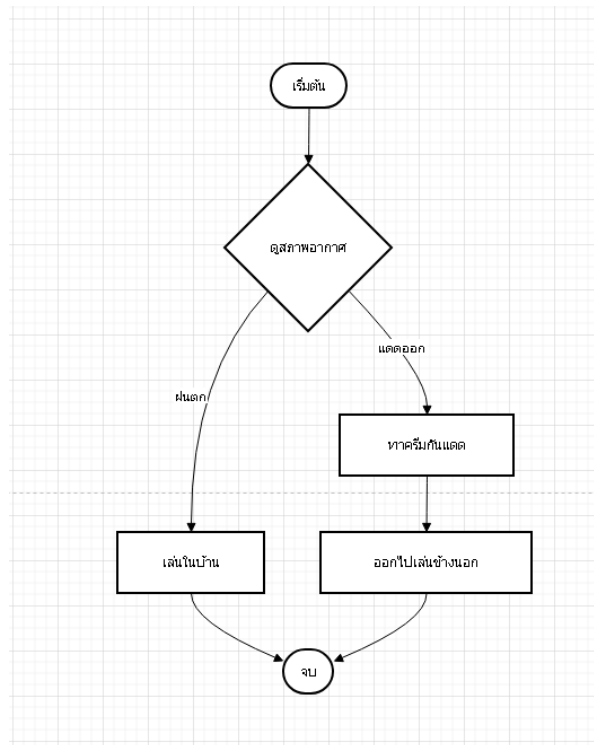 เริ่มต้น
ดูสภาพอากาศ
แดดออก
ฝนตก
ทาครีมกันแดด
เล่นในบ้าน
ออกไปเล่นข้างนอก
จบ